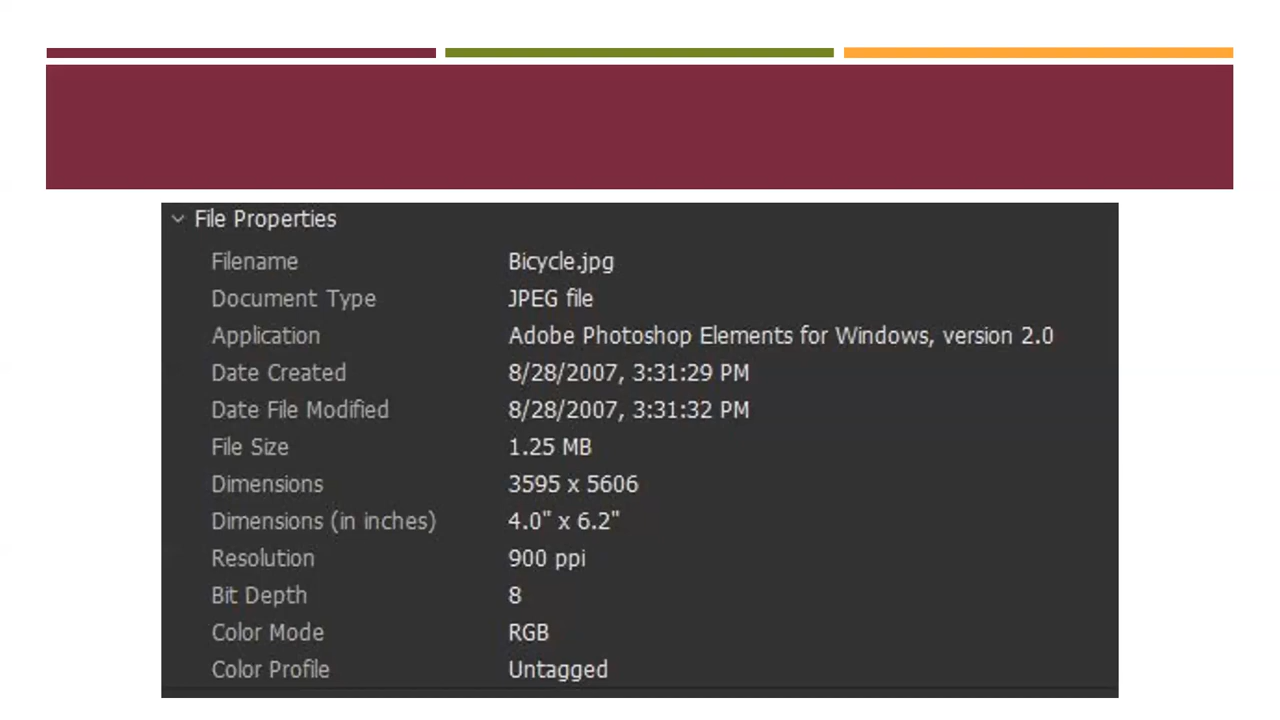 File Properties
Filename Bicycle.jpg
Document Type JPEG file
Application Adobe Photoshop Elements for Windows, version 2.0
Date Created 8/28/2007, 3:31:29 PM
Date File Modified 8/28/2007, 3:31:32 PM
File Size 1.25 MB
Dimensions 3595 x 5606
Dimensions (in inches) 4.0" x 6.2"
Resolution 900 ppi
Bit Depth 8
Color Mode RGB
Color Profile Untagged